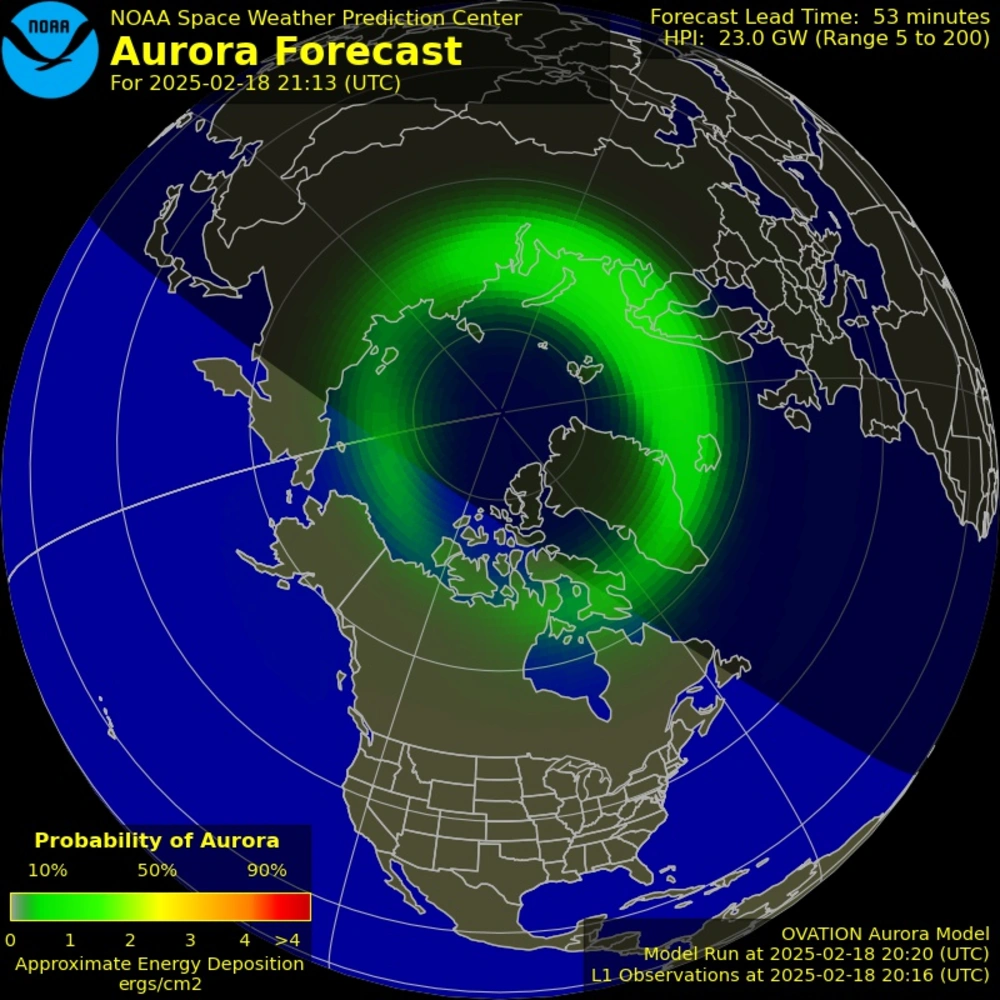 NOAA
NOAA Space Weather Prediction Center
Aurora Forecast
For 2025-02-18 21:13 (UTC)
Forecast Lead Time: 53 minutes
HPI: 23.0 GW (Range 5 to 200)
Probability of Aurora
10% 50% 90%
0 1 2 3 4 >4
Approximate Energy Deposition
ergs/cm2
OVATION Aurora Model
Model Run at 2025-02-18 20:20 (UTC)
L1 Observations at 2025-02-18 20:16 (UTC)